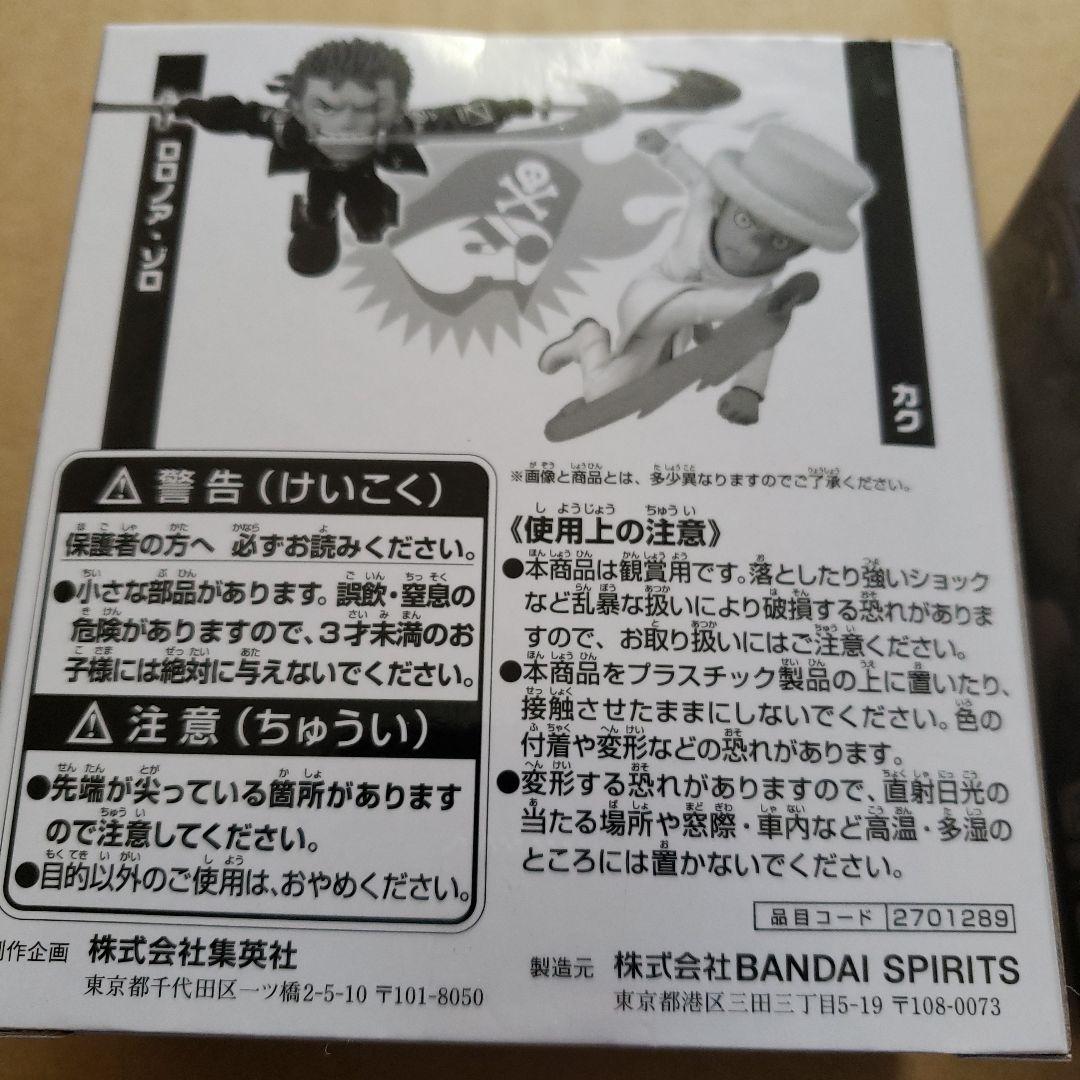 ロロノア・ゾロ
カク
※画像と商品とは、多少異なりますのでご了承ください。
警告(けいこく)
保護者の方へ 必ずお読みください。
●小さな部品があります。誤飲・窒息の
危険がありますので、3才未満のお
子様には絶対に与えないでください。
注意(ちゅうい)
●先端が尖っている箇所があります
ので注意してください。
●目的以外のご使用は、おやめください。
《使用上の注意》
●本商品は観賞用です。落としたり強いショック
など乱暴な扱いにより破損する恐れがありま
すので、お取り扱いにはご注意ください。
●本商品をプラスチック製品の上に置いたり、
接触させたままにしないでください。色の
付着や変形などの恐れがあります。
●変形する恐れがありますので、直射日光の
当たる場所や窓際・車内など高温・多湿の
ところには置かないでください。
品目コード 2701289
制作企画 株式会社集英社
東京都千代田区一ツ橋2-5-10 〒101-8050
製造元 株式会社BANDAI SPIRITS
東京都港区三田三丁目5-19 〒108-0073